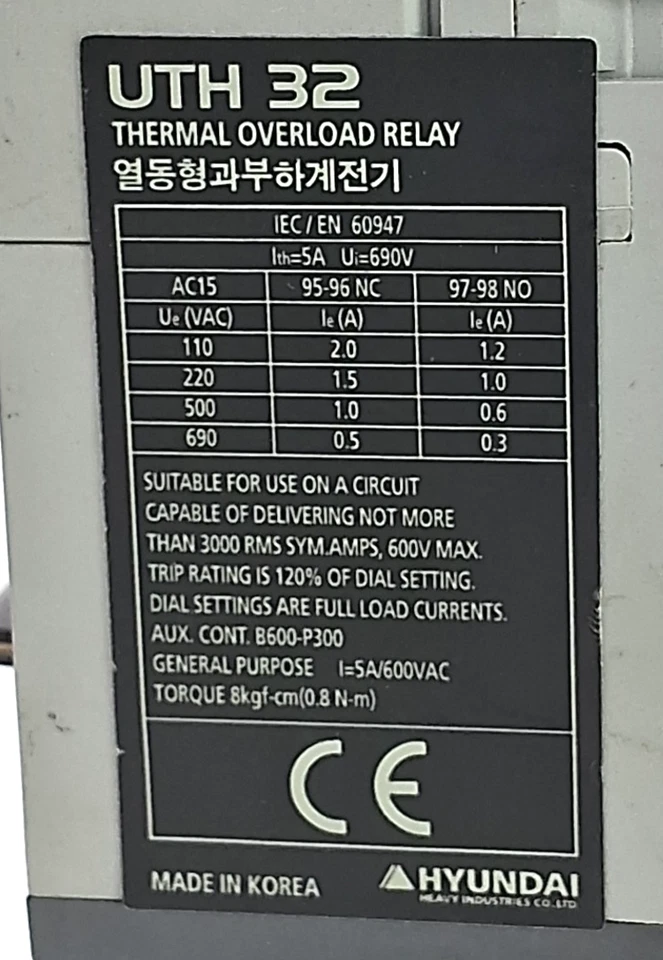 UTH 32
THERMAL OVERLOAD RELAY
열동형과부하계전기
IEC/EN 60947
Ith=5A Ui=690V
AC15 95-96 NC 97-98 NO
Ue (VAC) Ie (A) Ie (A)
110 2.0 1.2
220 1.5 1.0
500 1.0 0.6
690 0.5 0.3
SUITABLE FOR USE ON A CIRCUIT
CAPABLE OF DELIVERING NOT MORE
THAN 3000 RMS SYM.AMPS, 600V MAX.
TRIP RATING IS 120% OF DIAL SETTING.
DIAL SETTINGS ARE FULL LOAD CURRENTS.
AUX. CONT. B600-P300
GENERAL PURPOSE I=5A/600VAC
TORQUE 8kgf-cm(0.8 N-m)
CE
MADE IN KOREA
HYUNDAI
HEAVY INDUSTRIES CO.,LTD